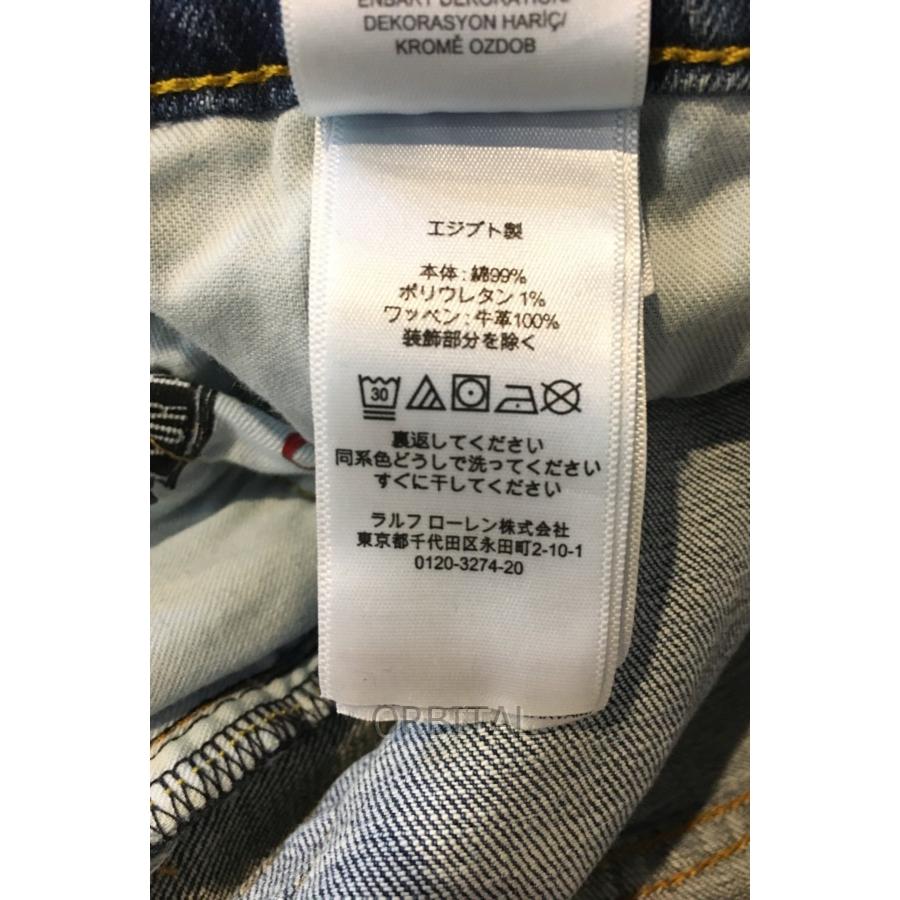 DEKORASYON HARİÇ/
KROMĚ OZDOB
エジプト製
本体:綿99%
ポリウレタン1%
ワッペン:牛革100%
装飾部分を除く
30
裏返してください
同系色どうしで洗ってください
すぐに干してください
ラルフ ローレン株式会社
東京都千代田区永田町2-10-1
0120-3274-20
ORBITAL